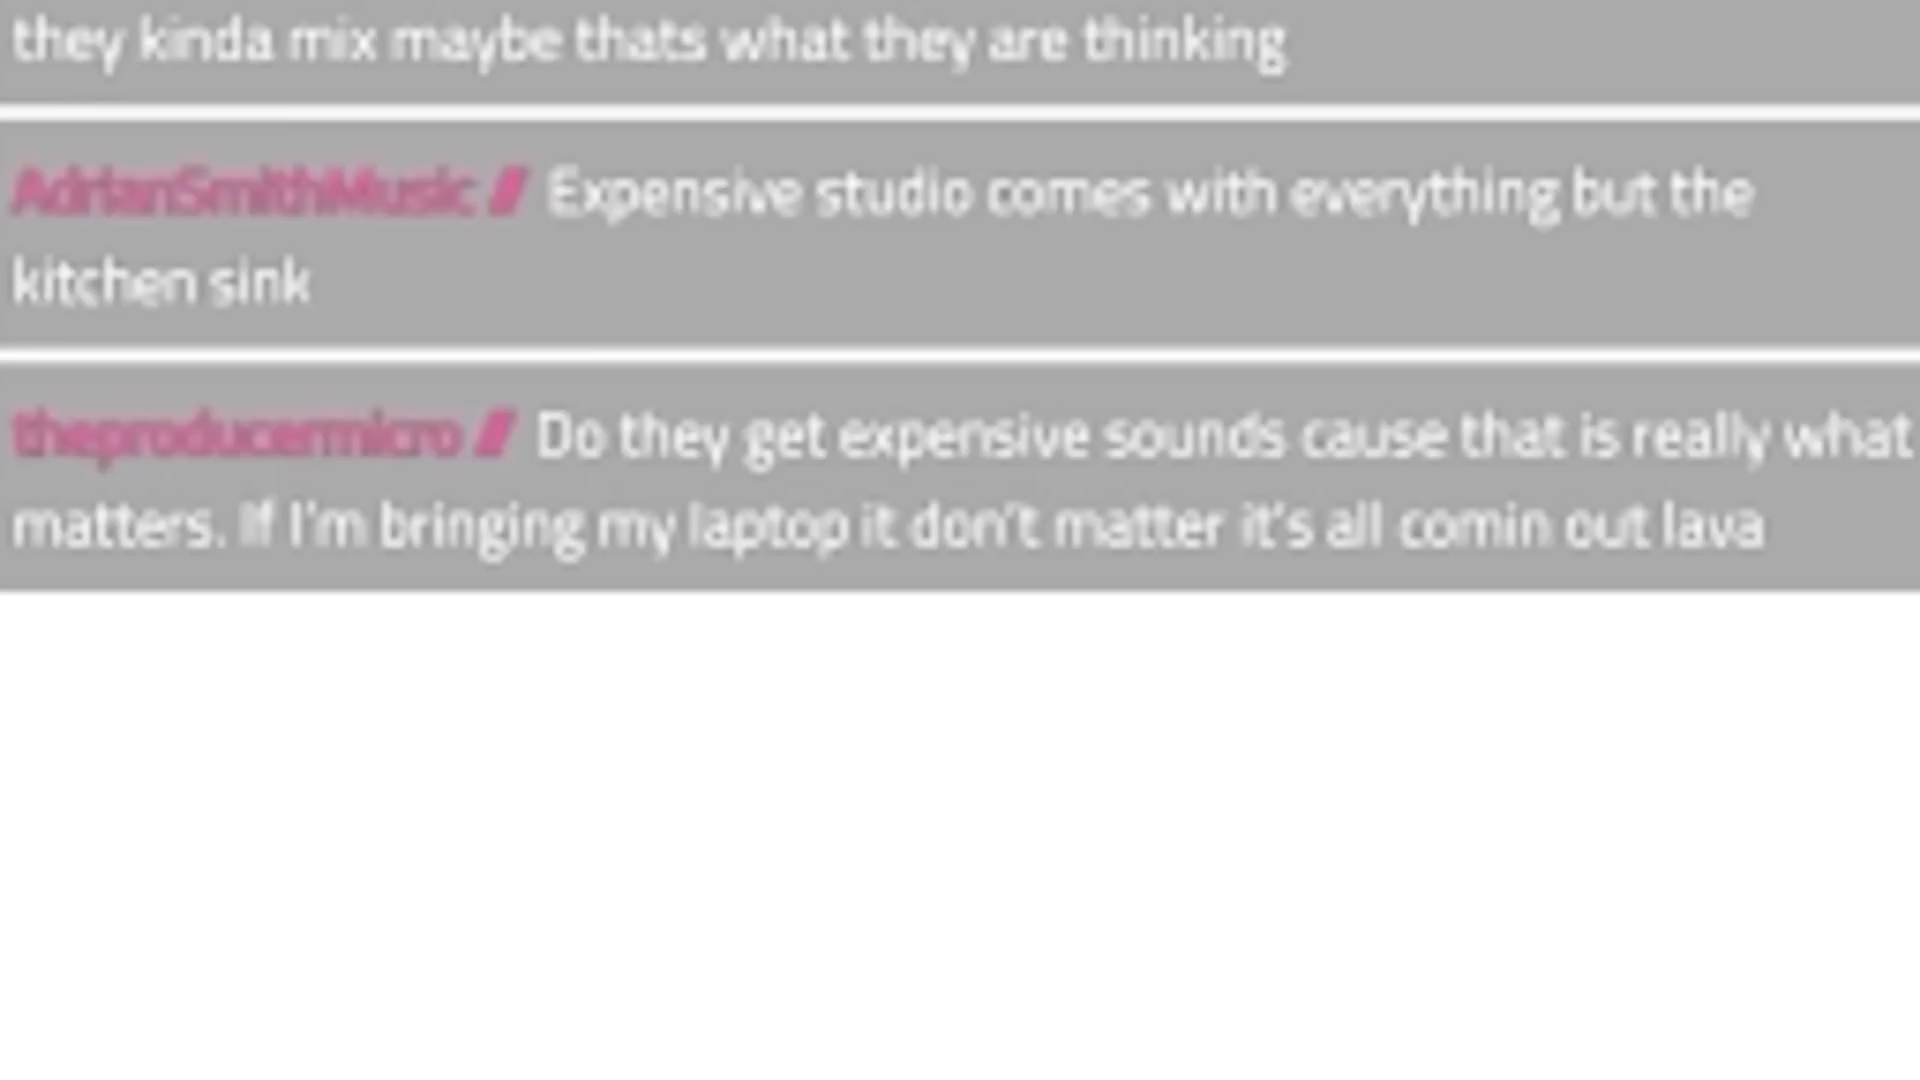 they kinda mix maybe thats what they are thinking
AdrianSmithMusic // Expensive studio comes with everything but the
kitchen sink
theproducermicro // Do they get expensive sounds cause that is really what
matters. If I'm bringing my laptop it don't matter it's all comin out lava